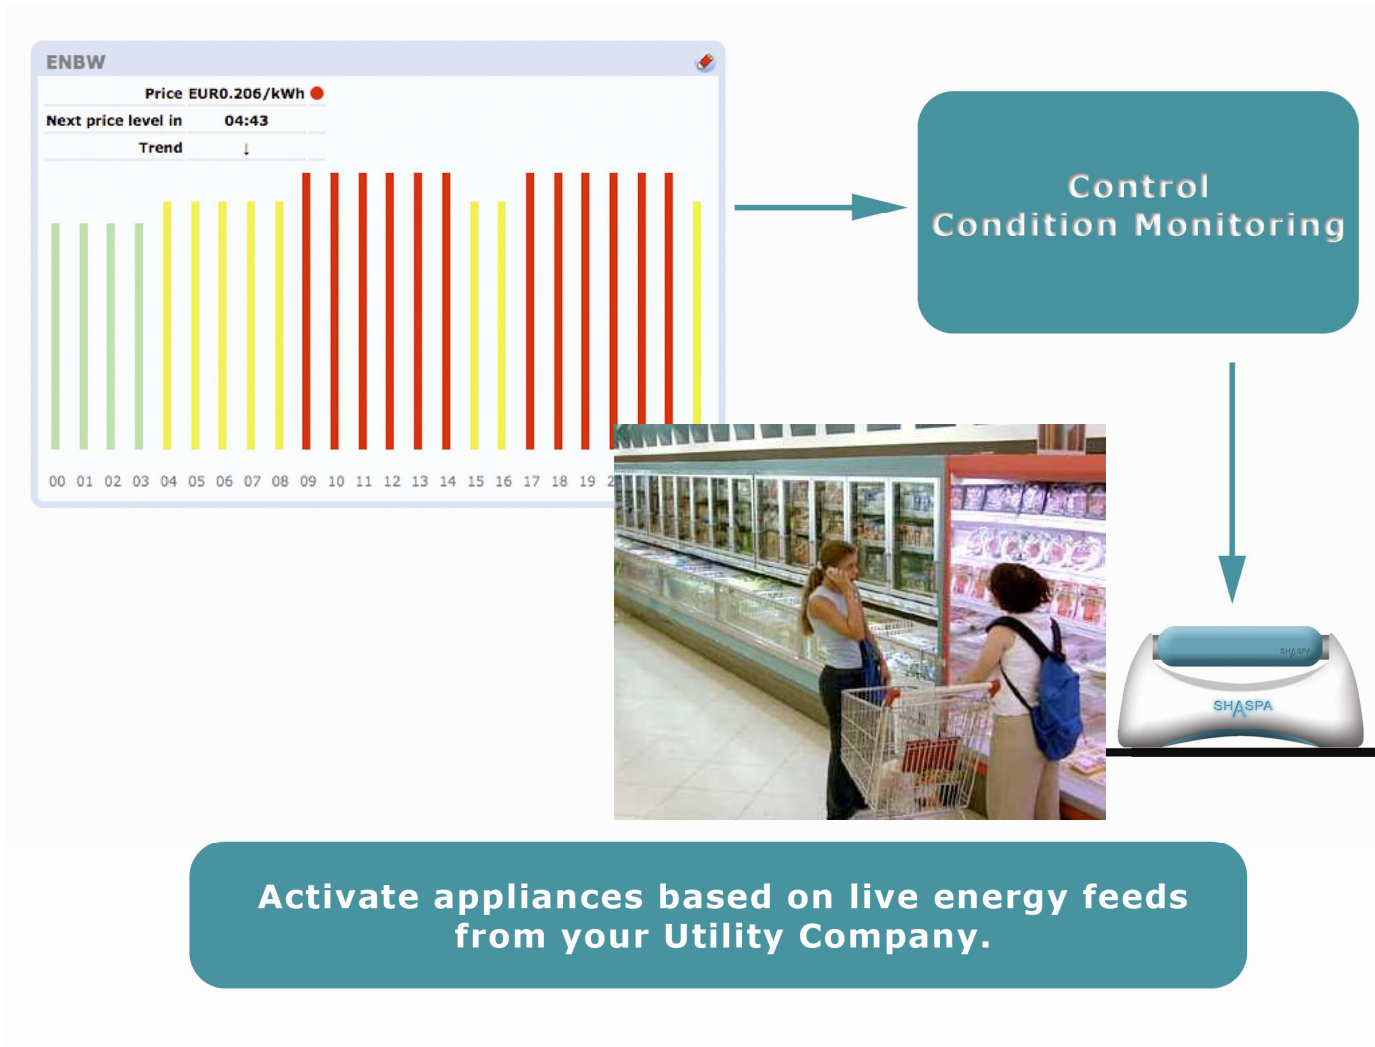 ENBW
Price EUR0.206/kWh
Next price level in 04:43
Trend ↓
00 01 02 03 04 05 06 07 08 09 10 11 12 13 14 15 16 17 18 19 2
Control
Condition Monitoring
SHASPA
SHASPA
Activate appliances based on live energy feeds
from your Utility Company.